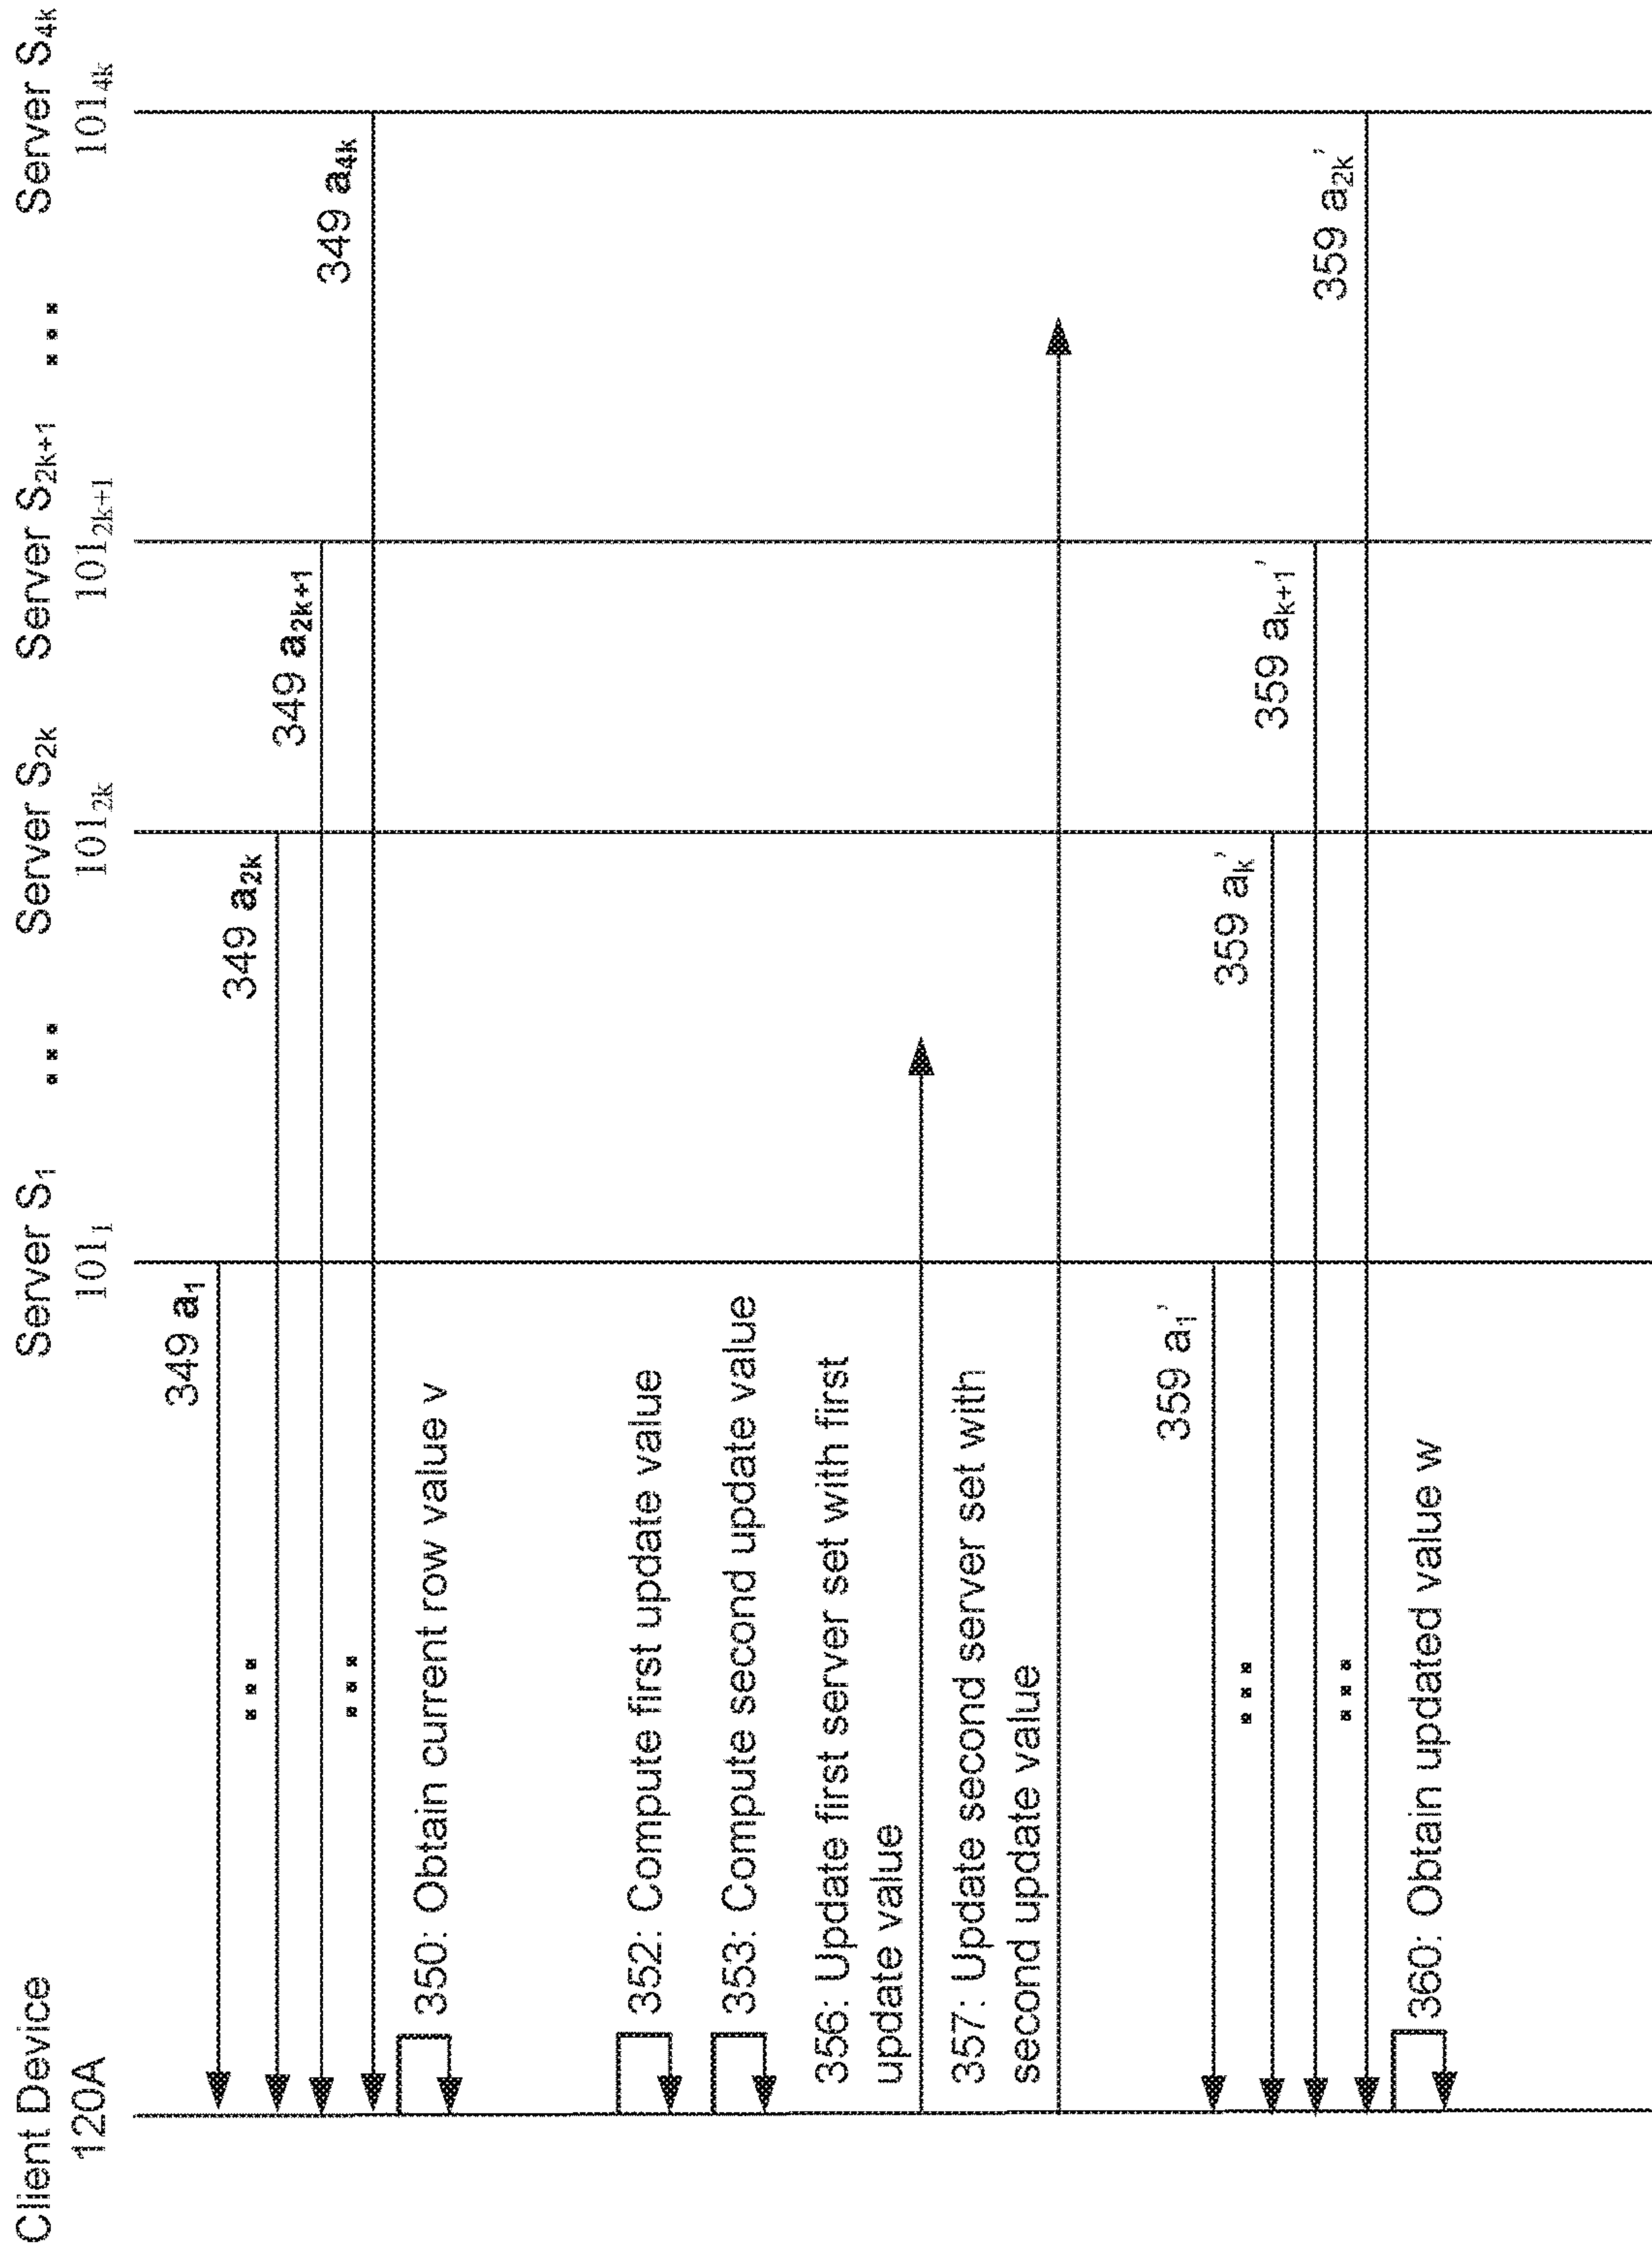 Client Device Server S₁ ... Server S₂ₖ Server S₂ₖ₊₁ ... Server S₄ₖ
120A 101₁ 101₂ₖ 101₂ₖ₊₁ 101₄ₖ
349 a₁
349 a₂ₖ
...
349 a₂ₖ₊₁
349 a₄ₖ
...
350: Obtain current row value v
352: Compute first update value
353: Compute second update value
356: Update first server set with first
update value
357: Update second server set with
second update value
359 a₁'
359 aₖ'
...
359 aₖ₊₁'
359 a₂ₖ'
...
360: Obtain updated value w